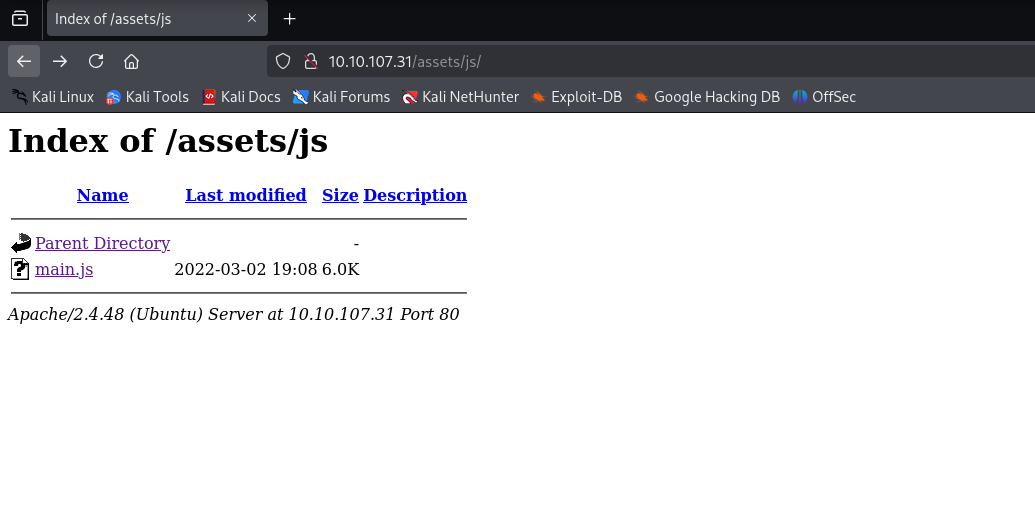 Index of /assets/js
10.10.107.31/assets/js/
Kali Linux Kali Tools Kali Docs Kali Forums Kali NetHunter Exploit-DB Google Hacking DB OffSec
Index of /assets/js
Name Last modified Size Description
Parent Directory -
main.js 2022-03-02 19:08 6.0K
Apache/2.4.48 (Ubuntu) Server at 10.10.107.31 Port 80